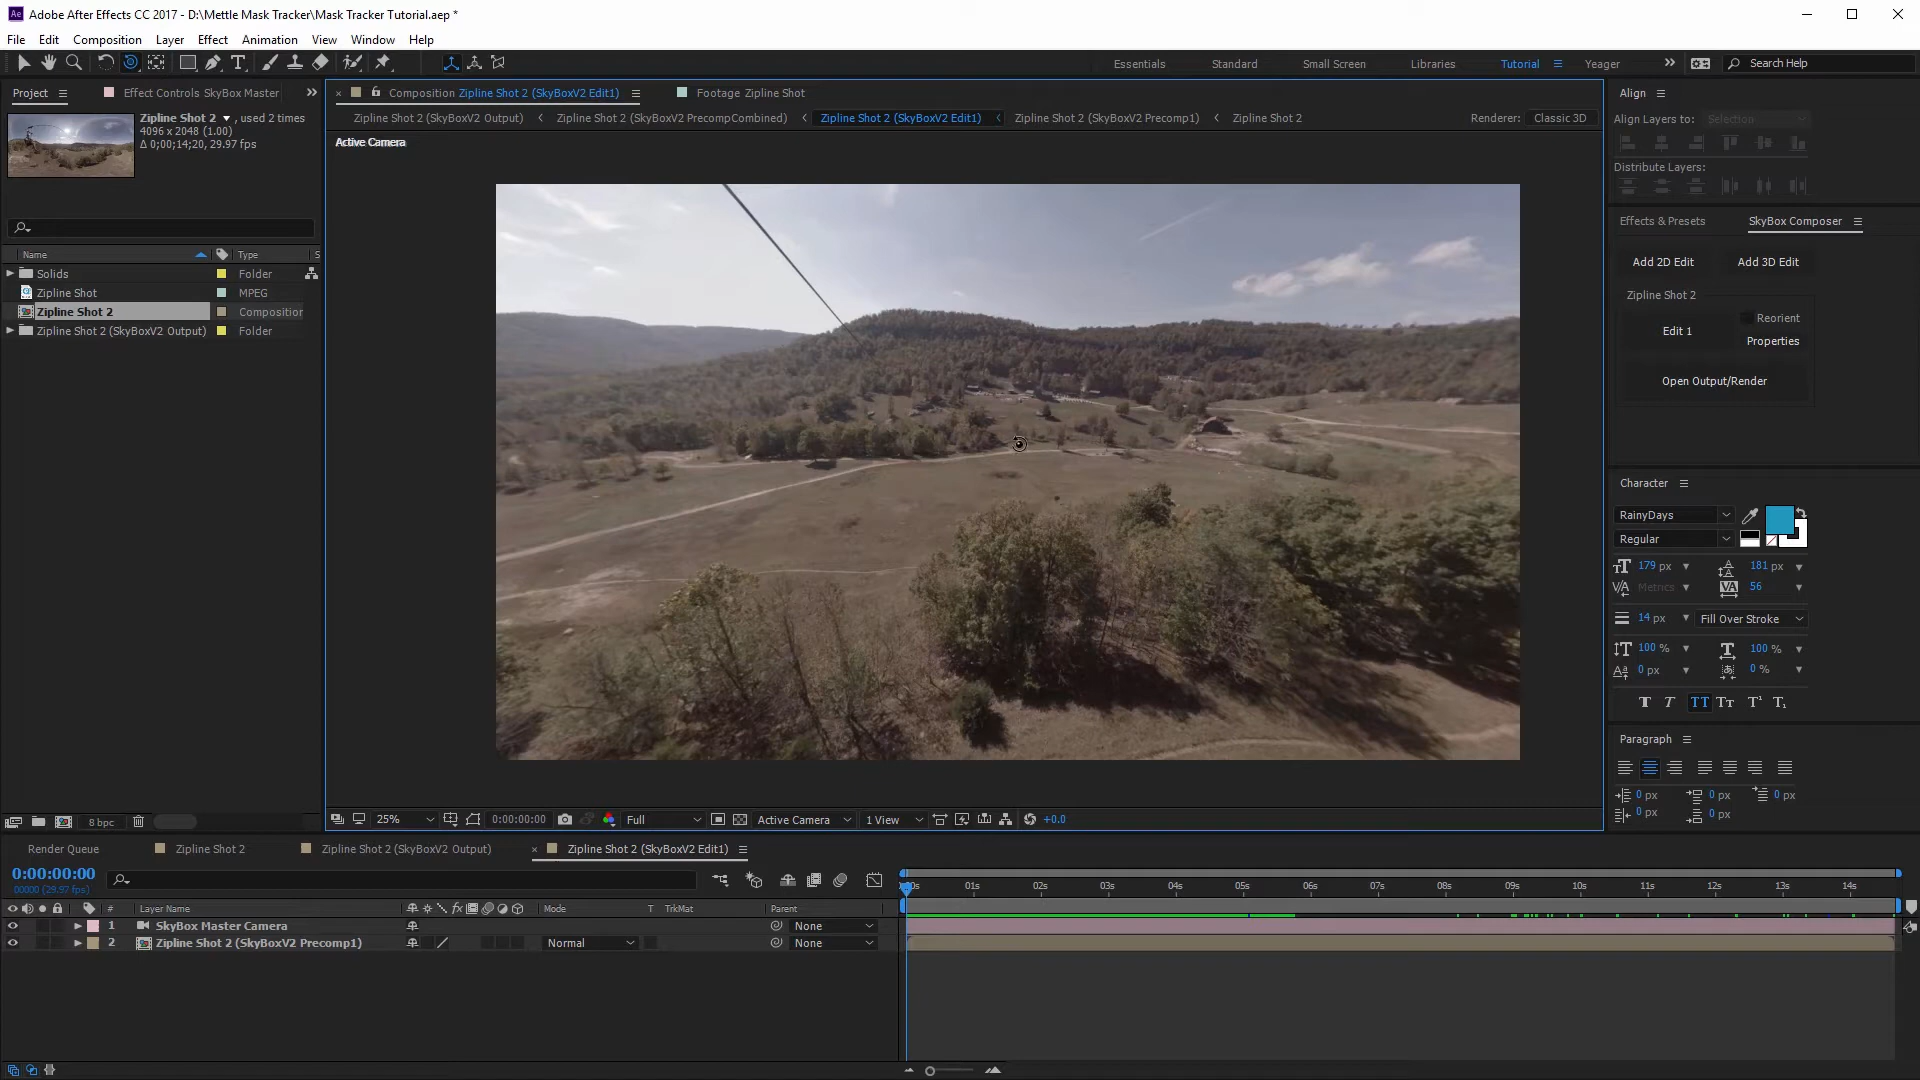 Adobe After Effects CC 2017 - D:\Mettle Mask Tracker\Mask Tracker Tutorial.aep *
File Edit Composition Layer Effect Animation View Window Help
Essentials Standard Small Screen Libraries Tutorial Yeager Search Help
Project Effect Controls SkyBox Master
Composition Zipline Shot 2 (SkyBoxV2 Edit1) Footage Zipline Shot
Zipline Shot 2 (SkyBoxV2 Output) Zipline Shot 2 (SkyBoxV2 PrecompCombined) Zipline Shot 2 (SkyBoxV2 Edit1) Zipline Shot 2 (SkyBoxV2 Precomp1) Zipline Shot 2 Renderer: Classic 3D
Active Camera
Zipline Shot 2 , used 2 times
4096 x 2048 (1.00)
Δ 0;00;14;20, 29.97 fps
Name Type S
Solids Folder
Zipline Shot MPEG
Zipline Shot 2 Composition
Zipline Shot 2 (SkyBoxV2 Output) Folder
8 bpc
25% 0:00:00:00 Full Active Camera 1 View +0.0
Align
Align Layers to: Selection
Distribute Layers:
Effects & Presets SkyBox Composer
Add 2D Edit Add 3D Edit
Zipline Shot 2
Edit 1 Reorient
Properties
Open Output/Render
Character
RainyDays
Regular
179 px 181 px
Metrics 56
14 px Fill Over Stroke
100 % 100 %
0 px 0 %
Paragraph
0 px 0 px 0 px
0 px 0 px
Render Queue Zipline Shot 2 Zipline Shot 2 (SkyBoxV2 Output) Zipline Shot 2 (SkyBoxV2 Edit1)
0:00:00:00
00000 (29.97 fps)
# Layer Name Mode T TrkMat Parent
1 SkyBox Master Camera None
2 Zipline Shot 2 (SkyBoxV2 Precomp1) Normal None
01s 02s 03s 04s 05s 06s 07s 08s 09s 10s 11s 12s 13s 14s